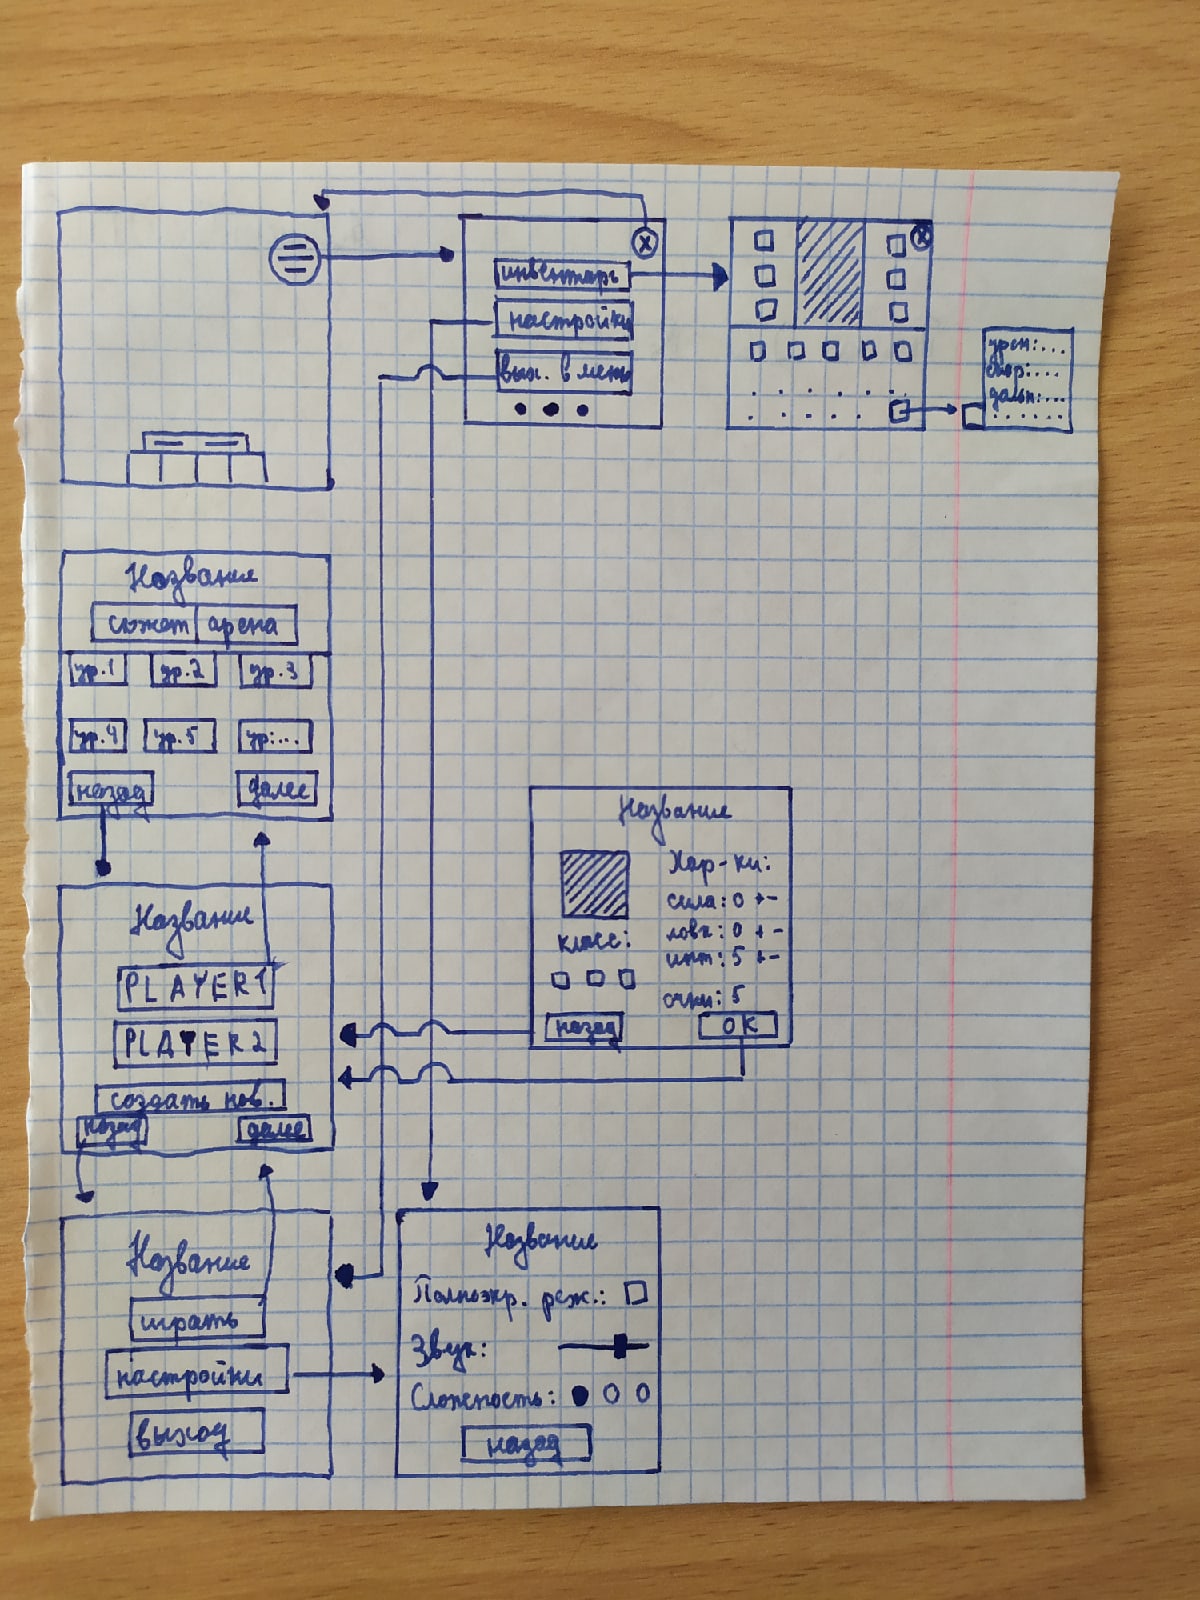 инвентарь
настройки
вых. в меню
урон:...
скор:...
дальн:...
Название
сюжет арена
ур.1 ур.2 ур.3
ур.4 ур.5 ур:...
назад далее
Название
PLAYER1
PLAYER2
создать нов.
назад далее
Название
Хар-ки:
сила: 0 +-
класс:
ловк: 0 + -
инт: 5 +-
очки: 5
назад ОК
Название
играть
настройки
выход
Название
Полноэкр. реж.:
Звук:
Сложность:
назад